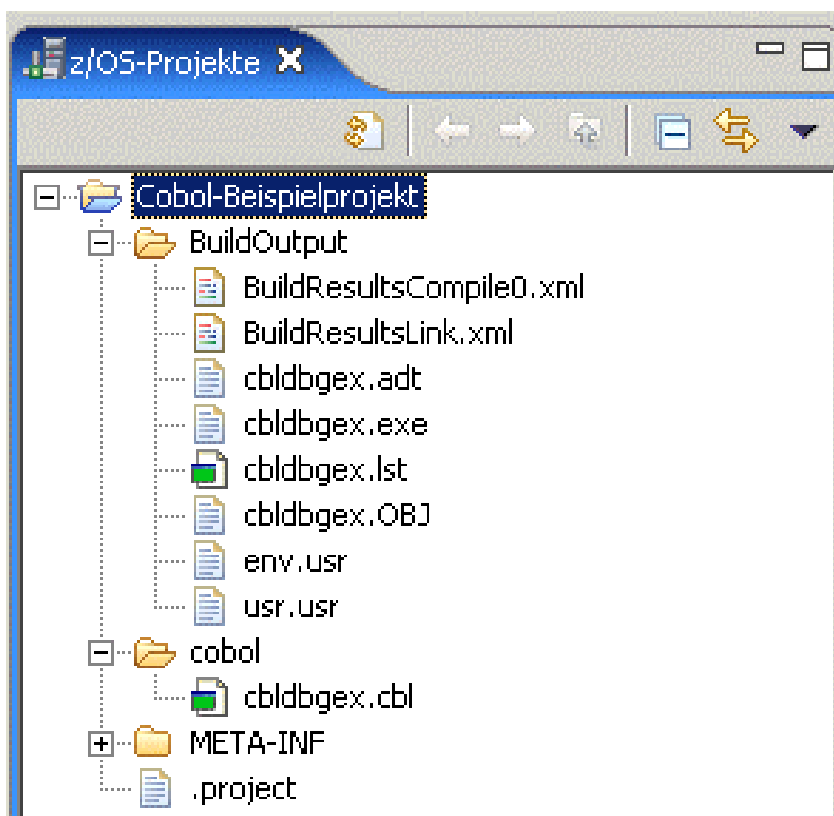 z/OS-Projekte
Cobol-Beispielprojekt
BuildOutput
BuildResultsCompile0.xml
BuildResultsLink.xml
cbldbgex.adt
cbldbgex.exe
cbldbgex.lst
cbldbgex.OBJ
env.usr
usr.usr
cobol
cbldbgex.cbl
META-INF
.project